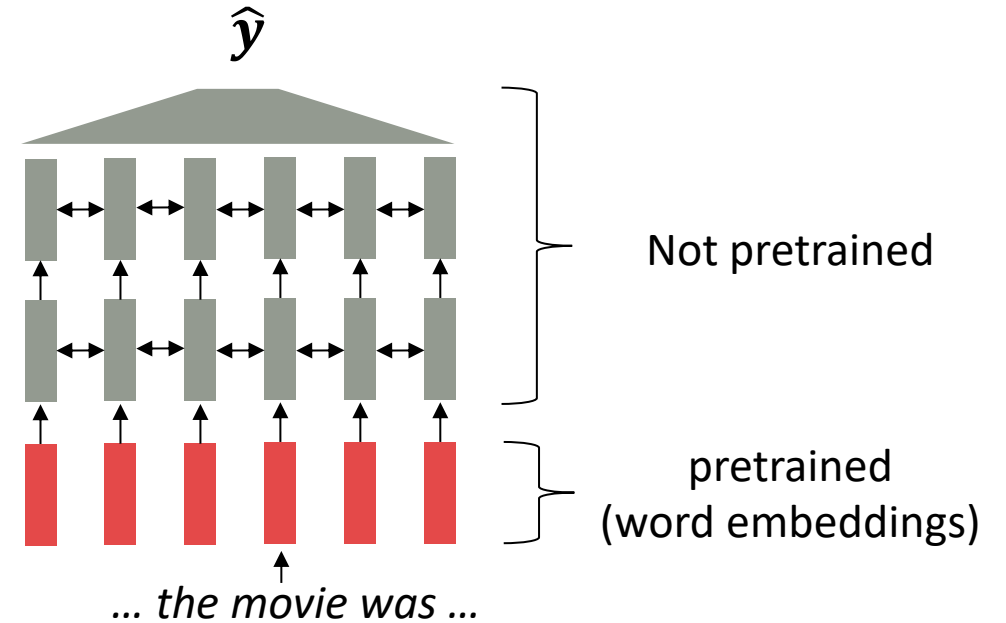 ŷ
Not pretrained
pretrained
(word embeddings)
... the movie was ...